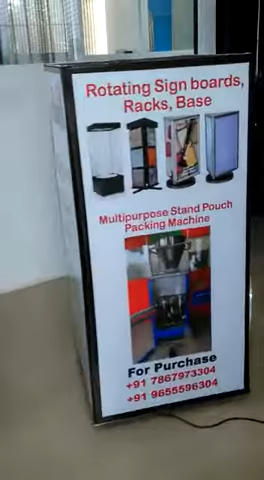 Rotating Sign boards,
Racks, Base
Multipurpose Stand Pouch
Packing Machine
For Purchase
+91 7867973304
+91 9655596304